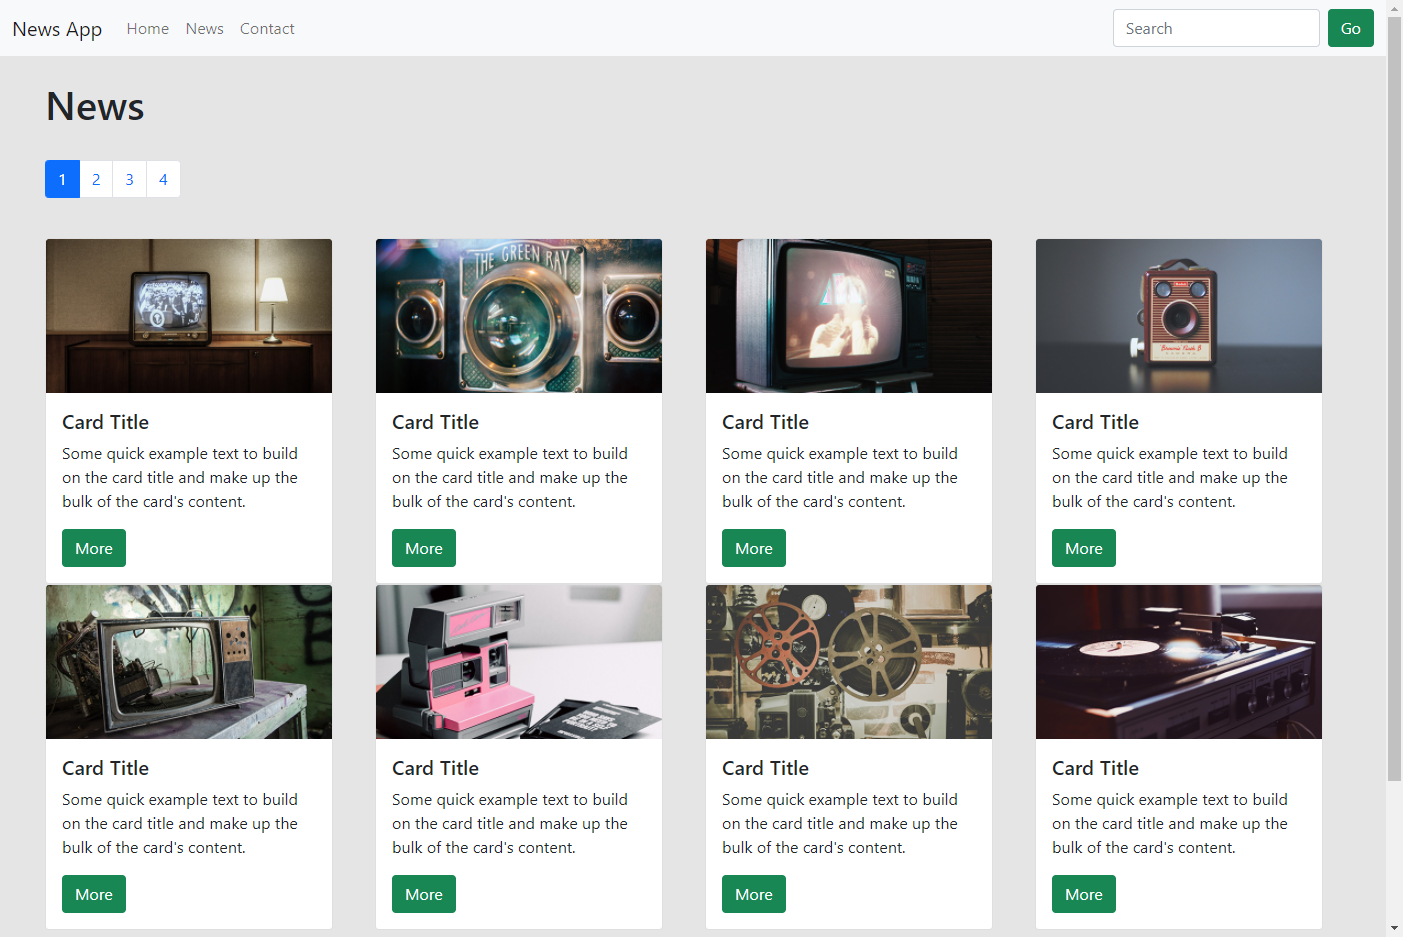 News App Home News Contact Search Go
News
1 2 3 4
THE GREEN RAY
Card Title
Some quick example text to build
on the card title and make up the
bulk of the card's content.
More
Card Title
Some quick example text to build
on the card title and make up the
bulk of the card's content.
More
Card Title
Some quick example text to build
on the card title and make up the
bulk of the card's content.
More
Card Title
Some quick example text to build
on the card title and make up the
bulk of the card's content.
More
Card Title
Some quick example text to build
on the card title and make up the
bulk of the card's content.
More
Card Title
Some quick example text to build
on the card title and make up the
bulk of the card's content.
More
Card Title
Some quick example text to build
on the card title and make up the
bulk of the card's content.
More
Card Title
Some quick example text to build
on the card title and make up the
bulk of the card's content.
More